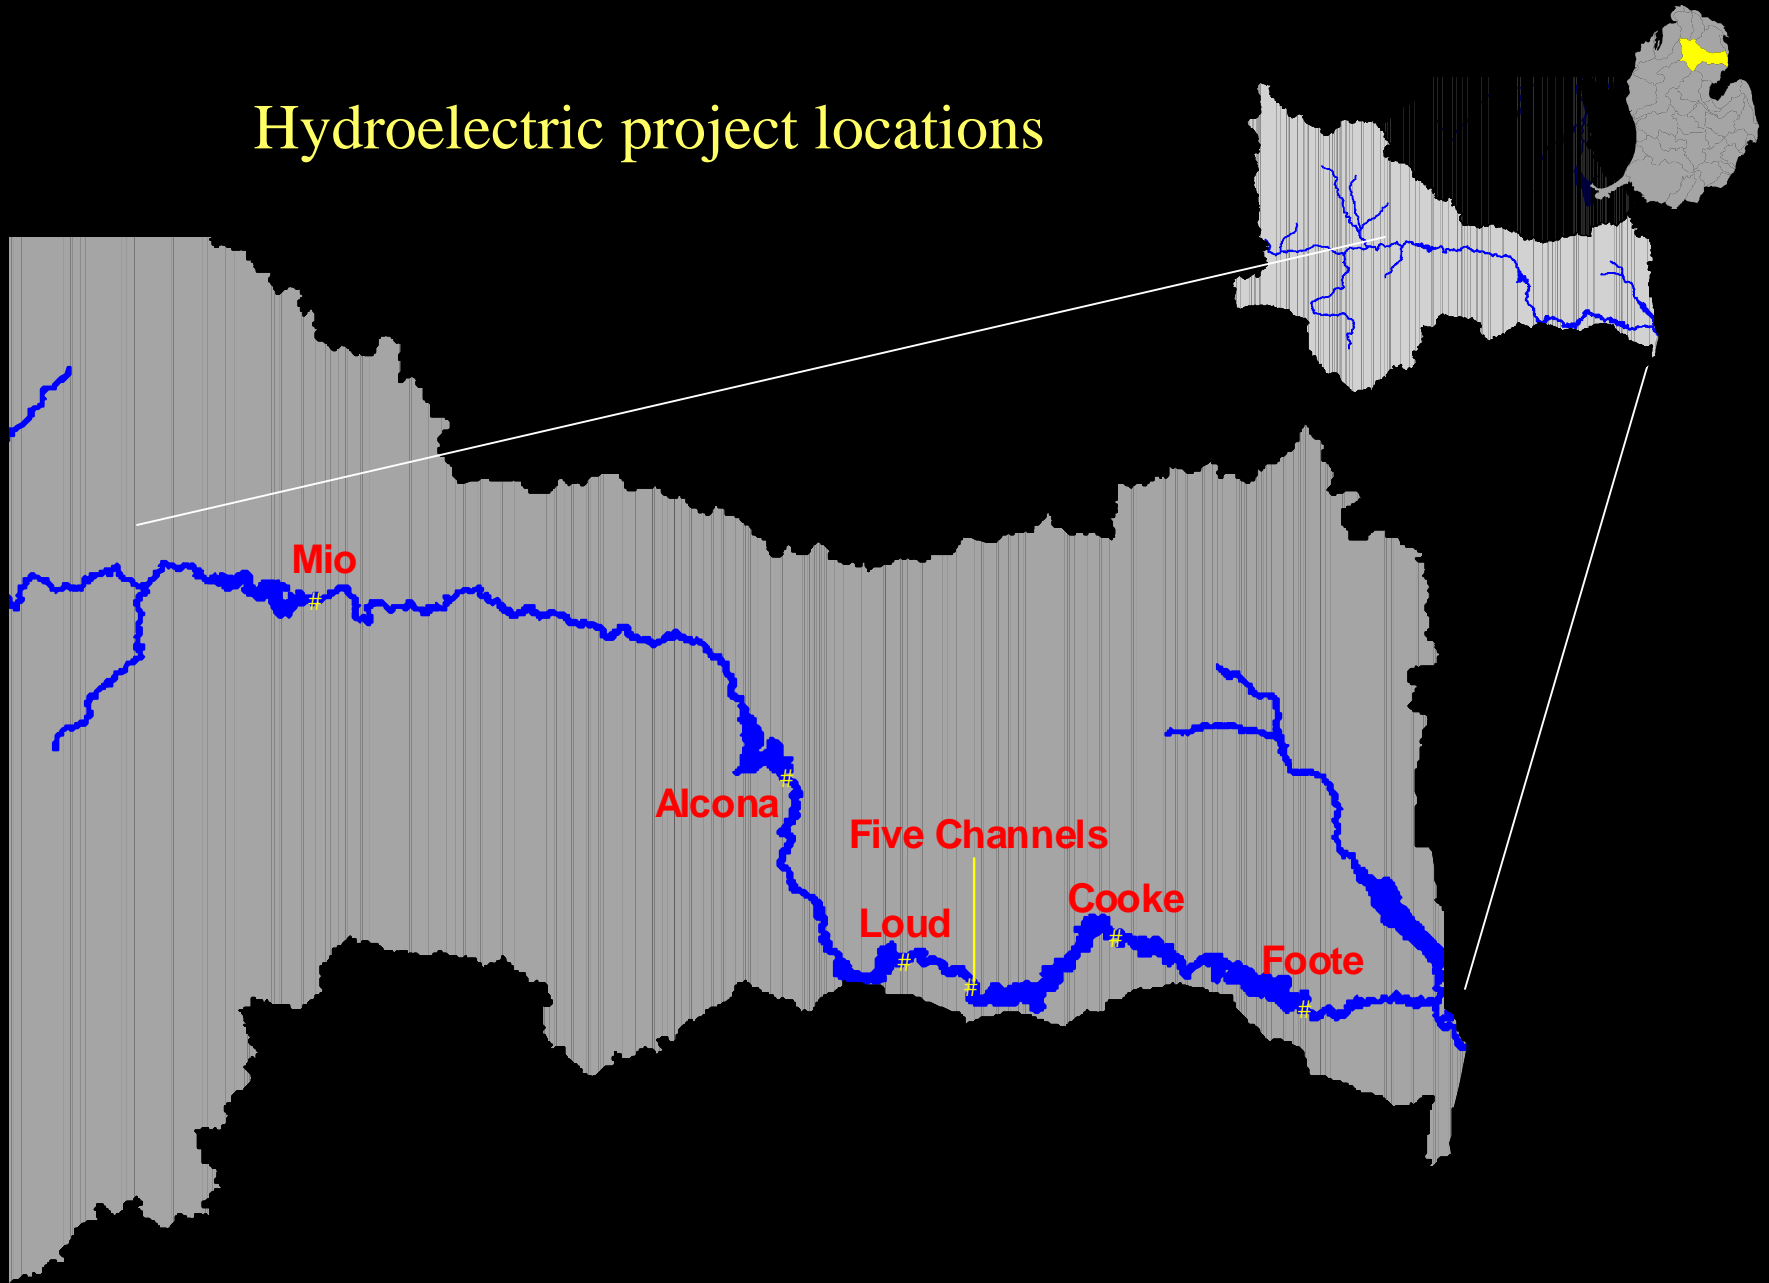 Hydroelectric project locations
Mio
#
#
Alcona
Five Channels
Cooke
Loud
#
#
Foote
#
#